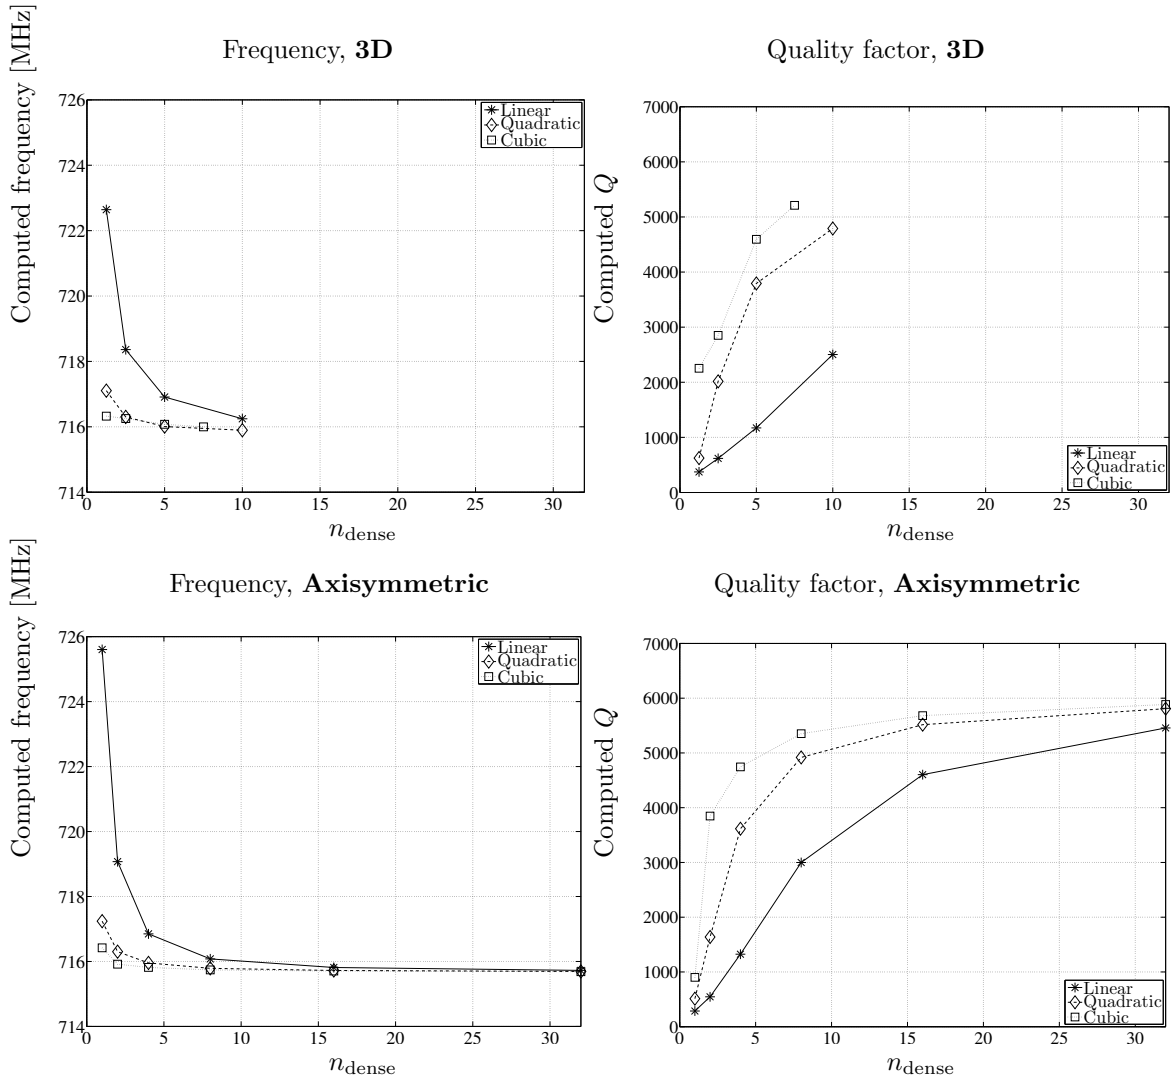 Frequency, 3D
Computed frequency [MHz]
726
724
722
720
718
716
714
0 5 10 15 20 25 30
n_dense
Linear
Quadratic
Cubic
Quality factor, 3D
Computed Q
7000
6000
5000
4000
3000
2000
1000
0
0 5 10 15 20 25 30
n_dense
Linear
Quadratic
Cubic
Frequency, Axisymmetric
Computed frequency [MHz]
726
724
722
720
718
716
714
0 5 10 15 20 25 30
n_dense
Linear
Quadratic
Cubic
Quality factor, Axisymmetric
Computed Q
7000
6000
5000
4000
3000
2000
1000
0
0 5 10 15 20 25 30
n_dense
Linear
Quadratic
Cubic